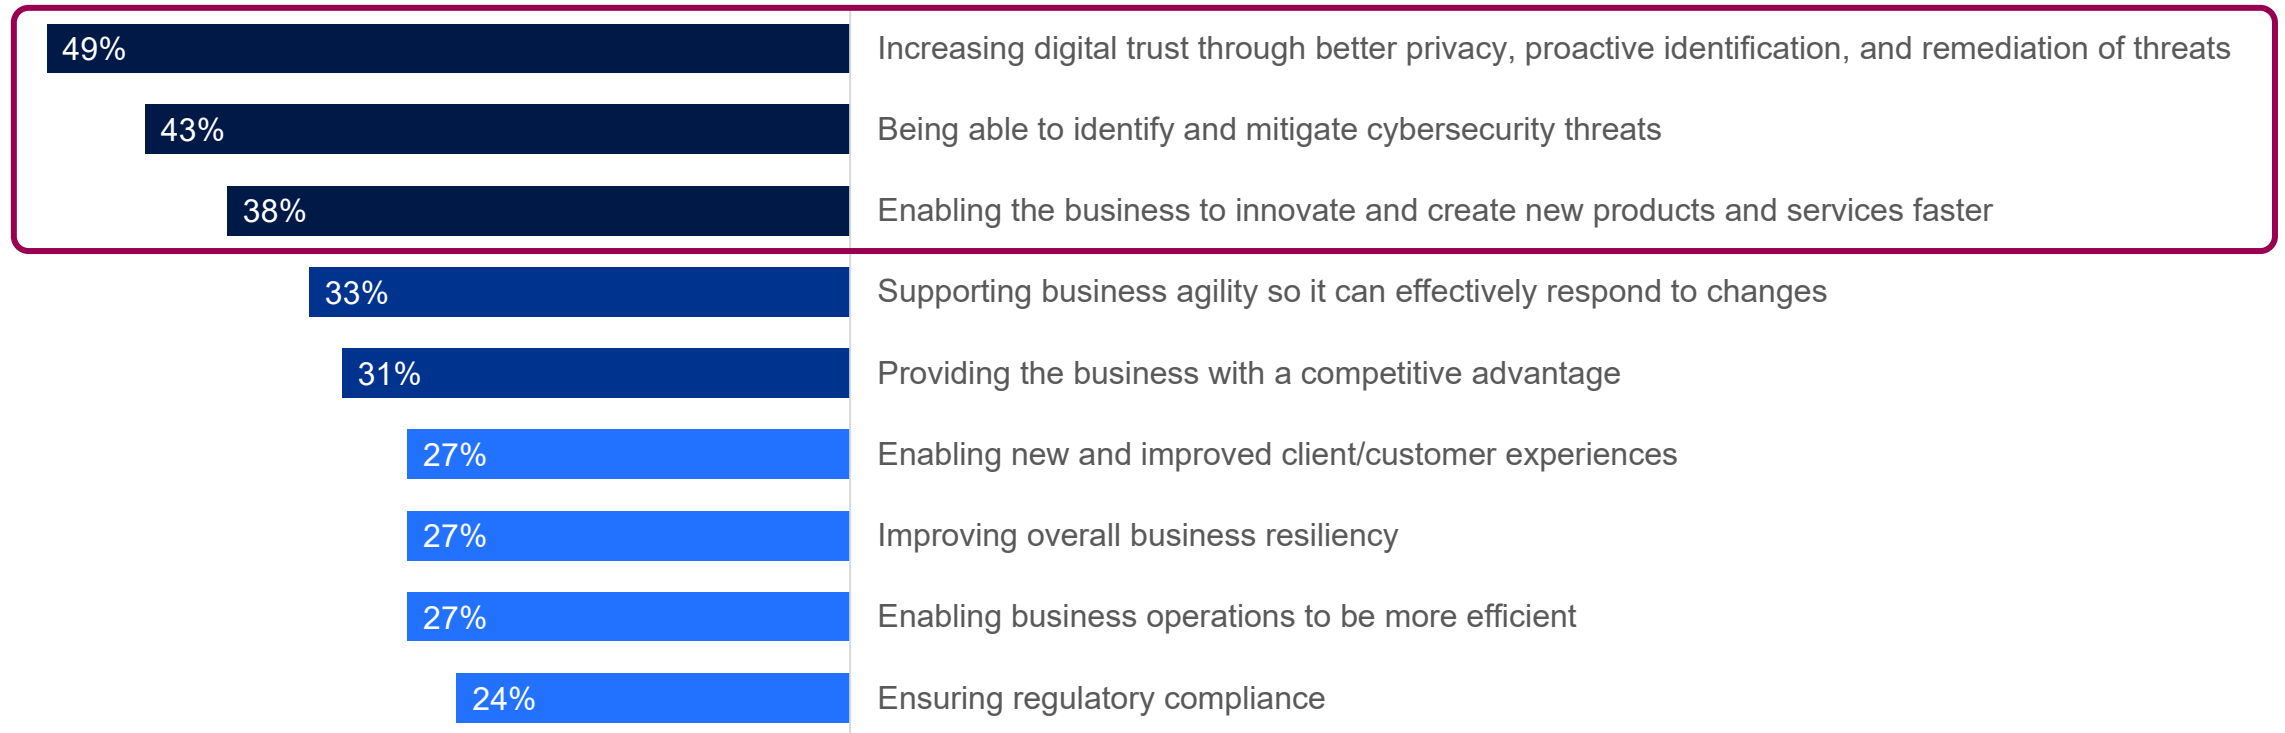 49% Increasing digital trust through better privacy, proactive identification, and remediation of threats
43% Being able to identify and mitigate cybersecurity threats
38% Enabling the business to innovate and create new products and services faster
33% Supporting business agility so it can effectively respond to changes
31% Providing the business with a competitive advantage
27% Enabling new and improved client/customer experiences
27% Improving overall business resiliency
27% Enabling business operations to be more efficient
24% Ensuring regulatory compliance